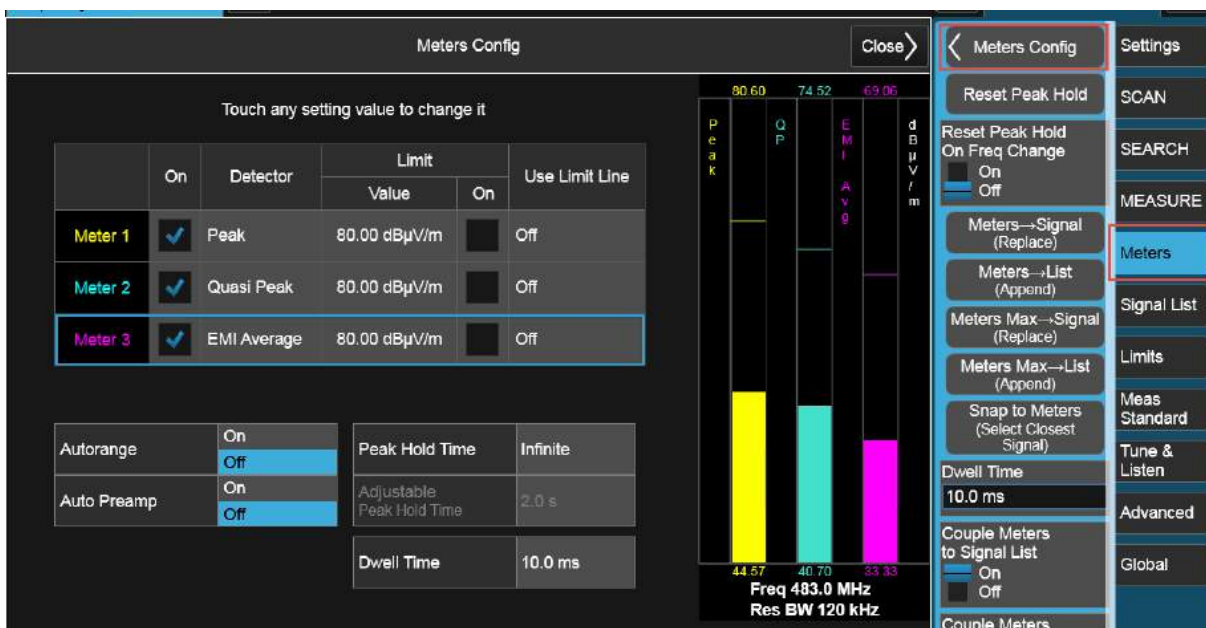 Meters Config
Close
Touch any setting value to change it
On
Detector
Limit
Value
On
Use Limit Line
Meter 1
Peak
80.00 dBµV/m
Off
Meter 2
Quasi Peak
80.00 dBµV/m
Off
Meter 3
EMI Average
80.00 dBµV/m
Off
Autorange
On
Off
Auto Preamp
On
Off
Peak Hold Time
Infinite
Adjustable
Peak Hold Time
2.0 s
Dwell Time
10.0 ms
80.60
74.52
69.06
Peak
QP
EMI Avg
dBµV/m
44.57
40.70
33.33
Freq 483.0 MHz
Res BW 120 kHz
Meters Config
Reset Peak Hold
Reset Peak Hold
On Freq Change
On
Off
Meters→Signal
(Replace)
Meters→List
(Append)
Meters Max→Signal
(Replace)
Meters Max→List
(Append)
Snap to Meters
(Select Closest
Signal)
Dwell Time
10.0 ms
Couple Meters
to Signal List
On
Off
Couple Meters
Settings
SCAN
SEARCH
MEASURE
Meters
Signal List
Limits
Meas
Standard
Tune &
Listen
Advanced
Global